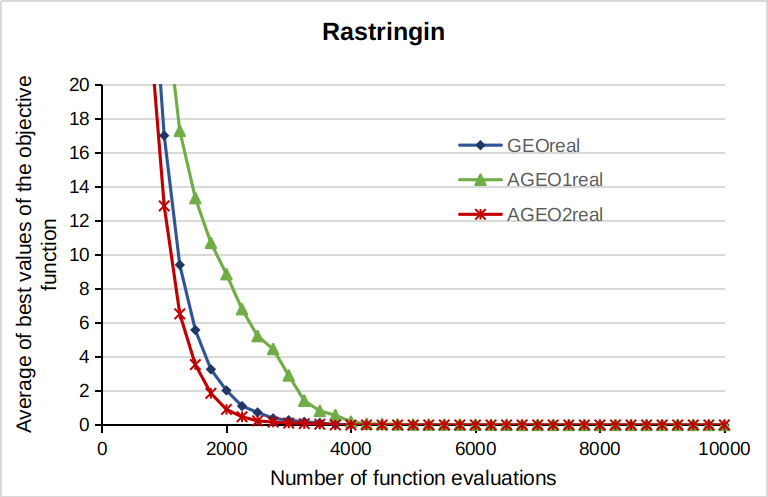 Rastringin
Average of best values of the objective
function
20
18
16
14
12
10
8
6
4
2
0
GEOreal
AGEO1real
AGEO2real
0 2000 4000 6000 8000 10000
Number of function evaluations